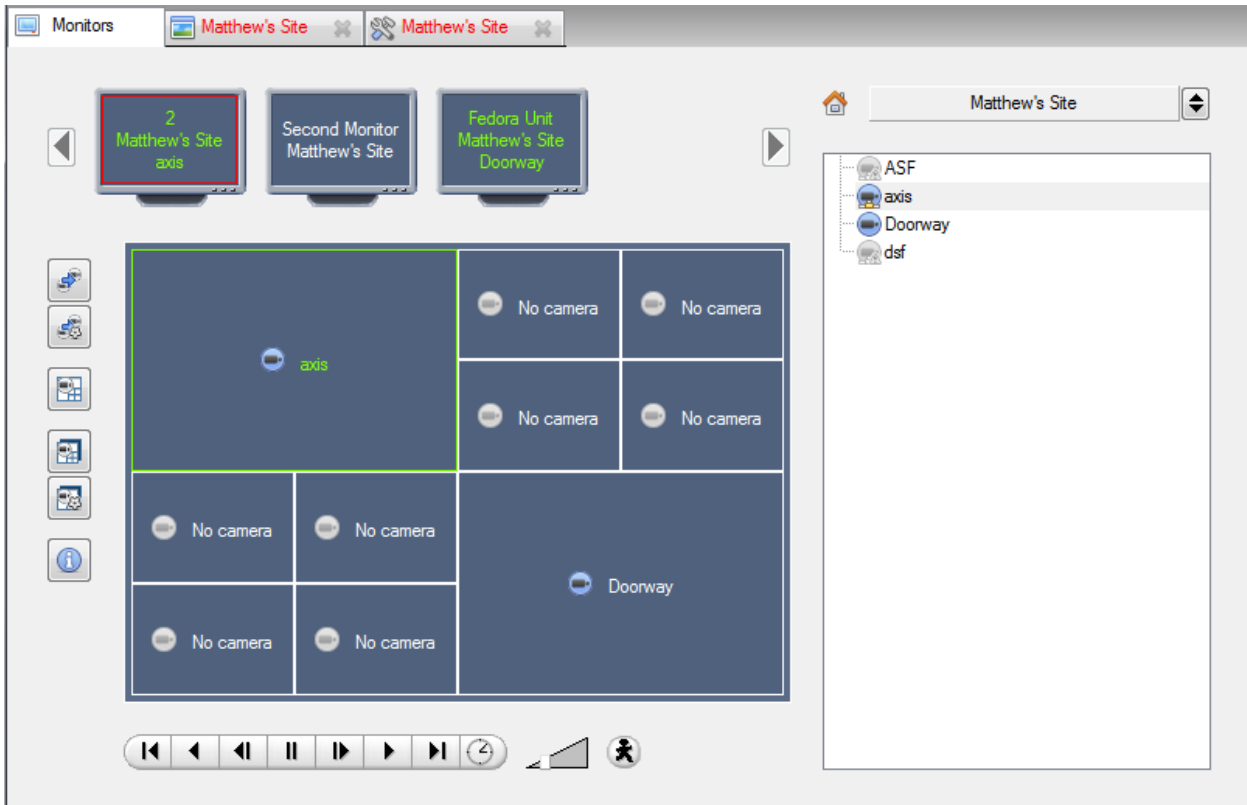 Monitors
Matthew's Site
Matthew's Site
2
Matthew's Site
axis
Second Monitor
Matthew's Site
Fedora Unit
Matthew's Site
Doorway
Matthew's Site
ASF
axis
Doorway
dsf
axis
No camera
No camera
No camera
No camera
No camera
No camera
Doorway
No camera
No camera